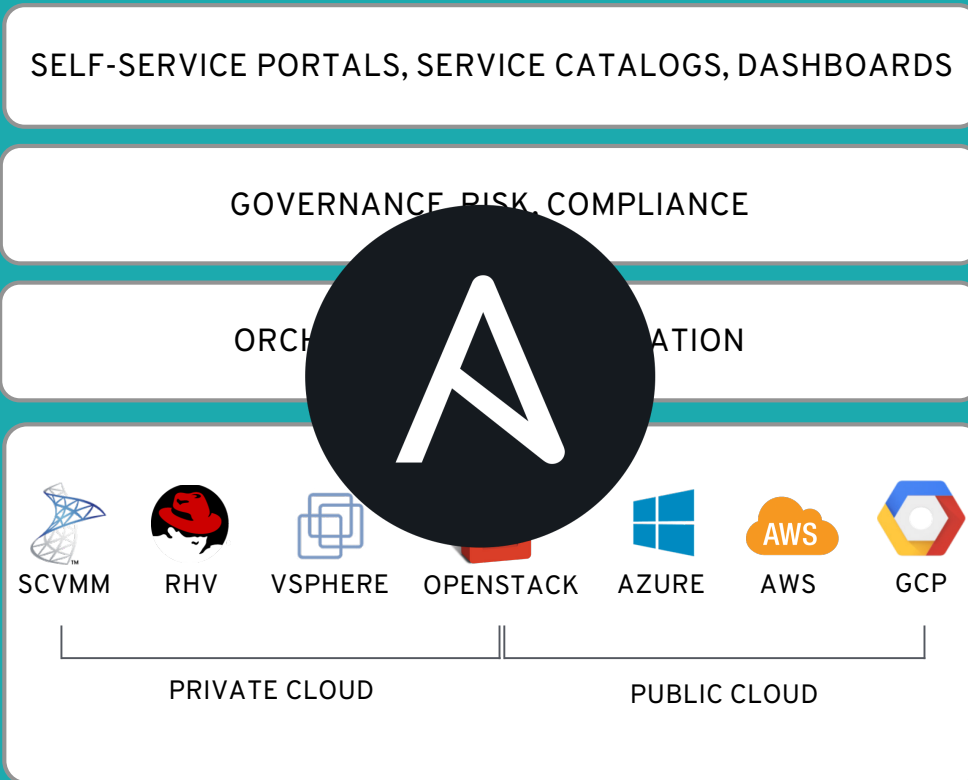 SELF-SERVICE PORTALS, SERVICE CATALOGS, DASHBOARDS
GOVERNANCE, RISK, COMPLIANCE
ORCH ATION
AWS
SCVMM RHV VSPHERE OPENSTACK AZURE AWS GCP
PRIVATE CLOUD PUBLIC CLOUD